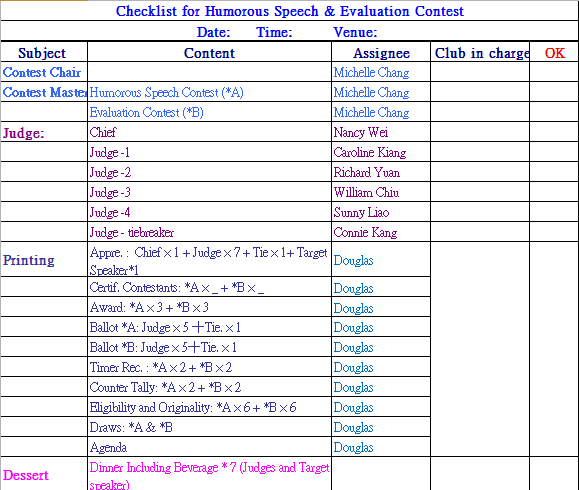 Checklist for Humorous Speech & Evaluation Contest
Date: Time: Venue:
Subject Content Assignee Club in charge OK
Contest Chair Michelle Chang
Contest Master Humorous Speech Contest (*A) Michelle Chang
Evaluation Contest (*B) Michelle Chang
Judge: Chief Nancy Wei
Judge -1 Caroline Kiang
Judge -2 Richard Yuan
Judge -3 William Chiu
Judge -4 Sunny Liao
Judge - tiebreaker Connie Kang
Printing Appre. : Chief×1+Judge×7+Tie×1+Target Douglas
Speaker*1
Certif. Contestants: *A×_+*B×_ Douglas
Award: *A×3+*B×3 Douglas
Ballot *A: Judge×5+Tie.×1 Douglas
Ballot *B: Judge×5+Tie.×1 Douglas
Timer Rec. : *A×2+*B×2 Douglas
Counter Tally: *A×2+*B×2 Douglas
Eligibility and Originality: *A×6+*B×6 Douglas
Draws: *A & *B Douglas
Agenda Douglas
Dessert Dinner Including Beverage * 7 (Judges and Target
speaker)